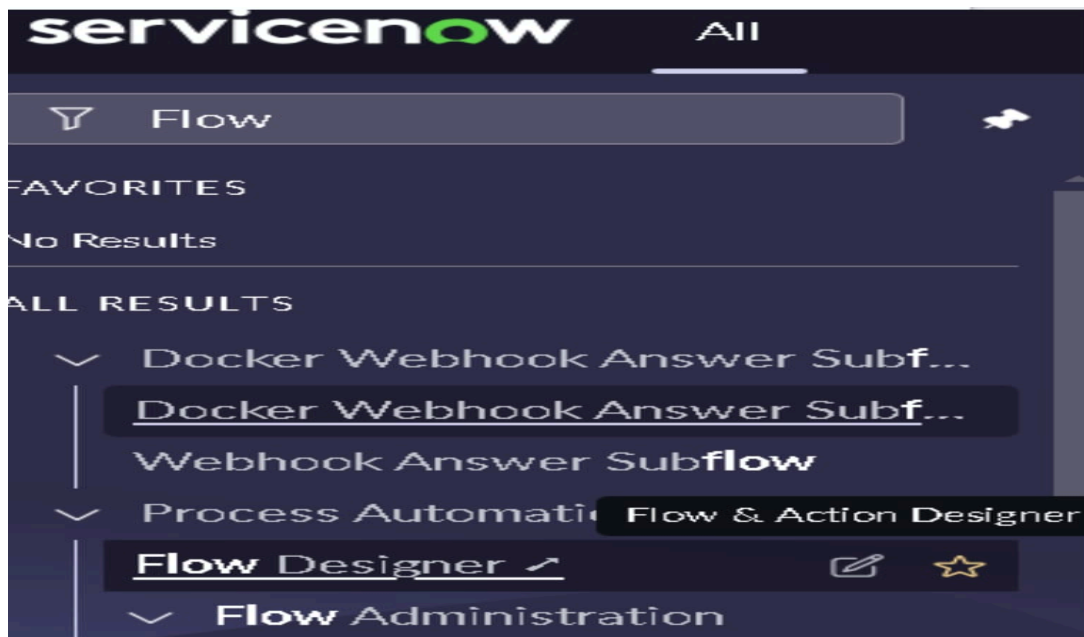 servicenow All
Flow
FAVORITES
No Results
ALL RESULTS
Docker Webhook Answer Subf...
Docker Webhook Answer Subf...
Webhook Answer Subflow
Process Automati
Flow & Action Designer
Flow Designer
Flow Administration